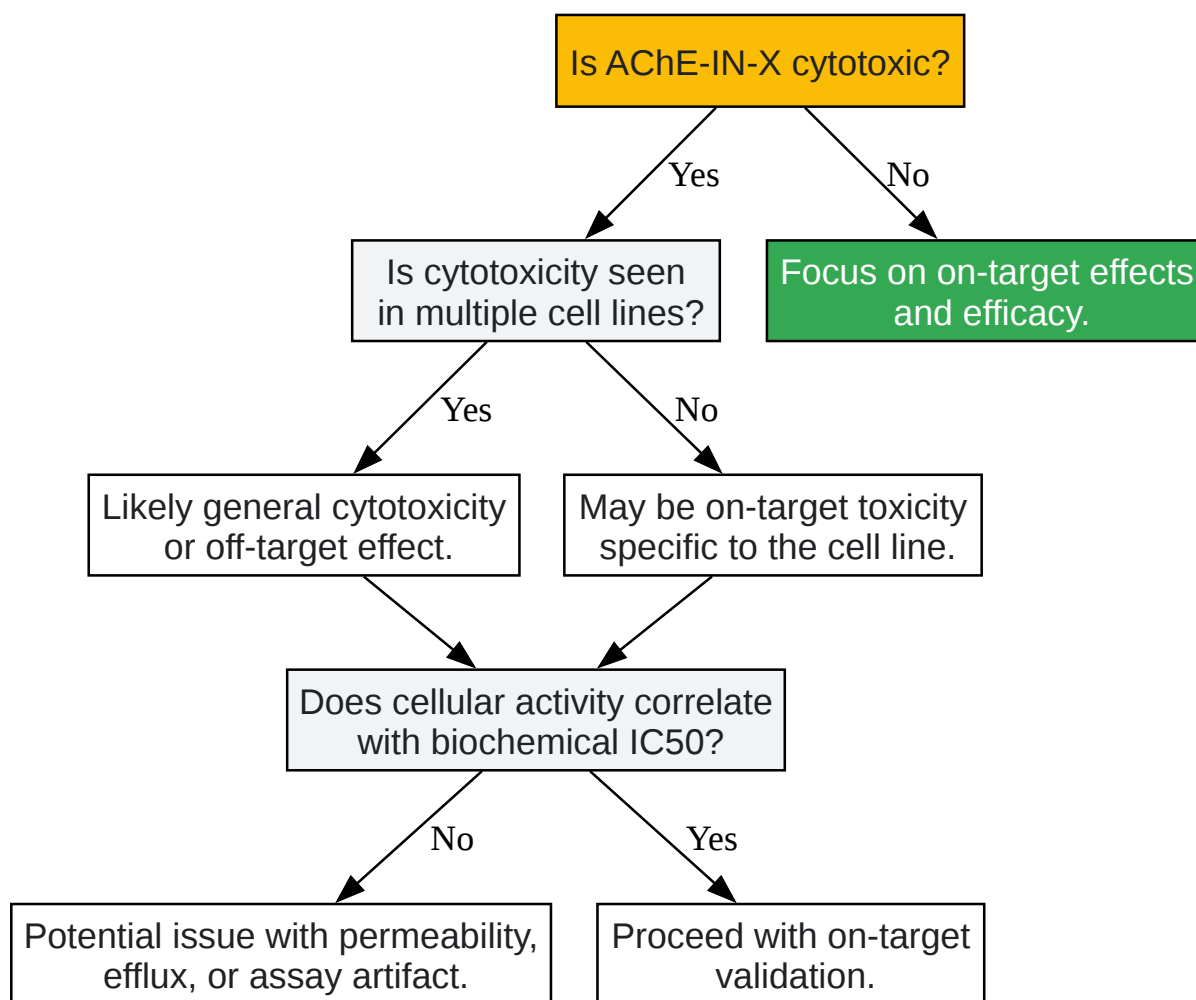 Is AChE-IN-X cytotoxic?
Yes
No
Is cytotoxicity seen
in multiple cell lines?
Focus on on-target effects
and efficacy.
Yes
No
Likely general cytotoxicity
or off-target effect.
May be on-target toxicity
specific to the cell line.
Does cellular activity correlate
with biochemical IC50?
No
Yes
Potential issue with permeability,
efflux, or assay artifact.
Proceed with on-target
validation.